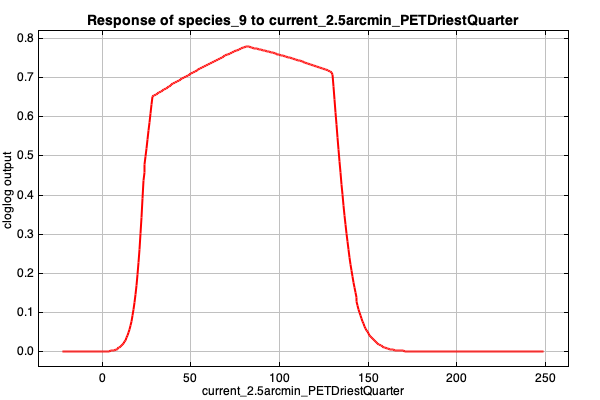 Response of species_9 to current_2.5arcmin_PETDriestQuarter
0.8
0.7
0.6
0.5
0.4
0.3
0.2
0.1
0.0
cloglog output
0 50 100 150 200 250
current_2.5arcmin_PETDriestQuarter